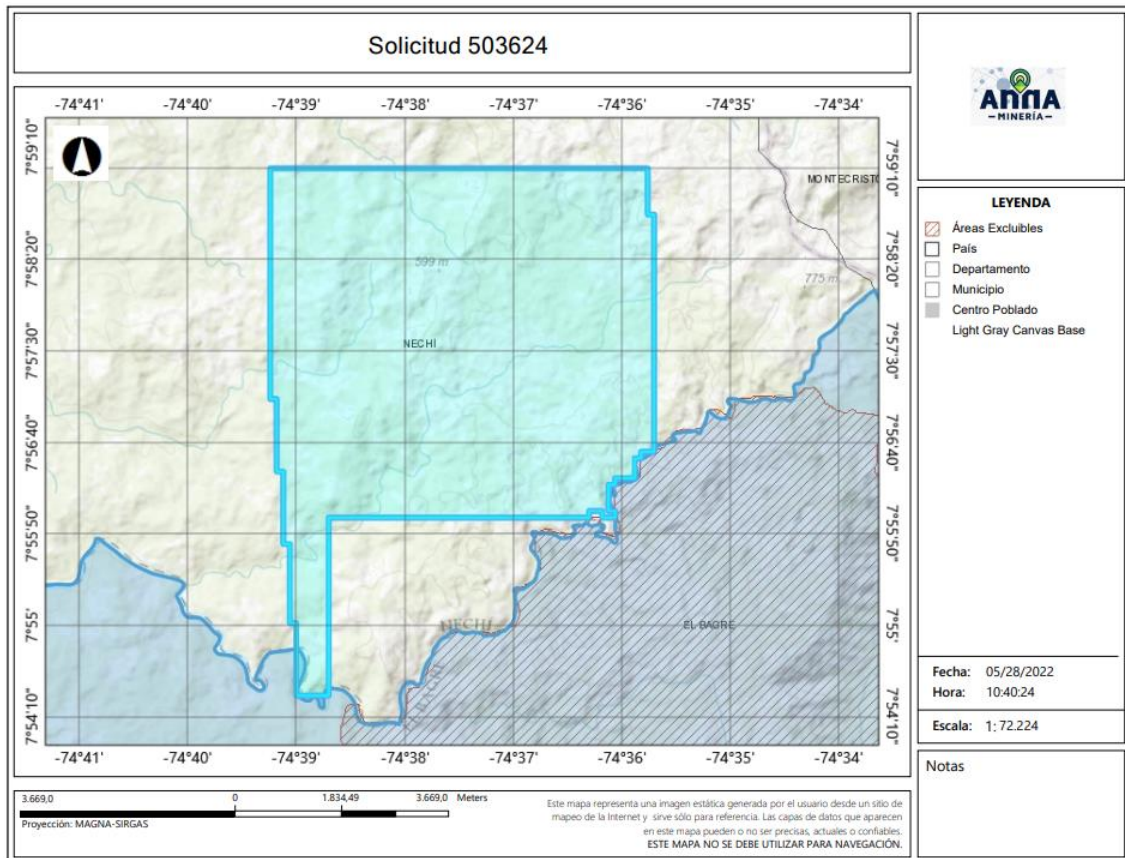 Solicitud 503624
ANNA
—MINERÍA—
-74°41' -74°40' -74°39' -74°38' -74°37' -74°36' -74°35' -74°34'
7°59'10" 7°59'10"
MONTECRISTO
7°58'20" 7°58'20"
599 m
775 m
7°57'30" 7°57'30"
NECHÍ
7°56'40" 7°56'40"
7°55'50" 7°55'50"
7°55' 7°55'
NECHÍ
EL BAGRE
EL BAGRE
7°54'10" 7°54'10"
-74°41' -74°40' -74°39' -74°38' -74°37' -74°36' -74°35' -74°34'
LEYENDA
Áreas Excluibles
País
Departamento
Municipio
Centro Poblado
Light Gray Canvas Base
Fecha: 05/28/2022
Hora: 10:40:24
Escala: 1: 72.224
Notas
3.669,0 0 1.834,49 3.669,0 Meters
Proyección: MAGNA-SIRGAS
Este mapa representa una imagen estática generada por el usuario desde un sitio de
mapeo de la Internet y sirve sólo para referencia. Las capas de datos que aparecen
en este mapa pueden o no ser precisas, actuales o confiables.
ESTE MAPA NO SE DEBE UTILIZAR PARA NAVEGACIÓN.